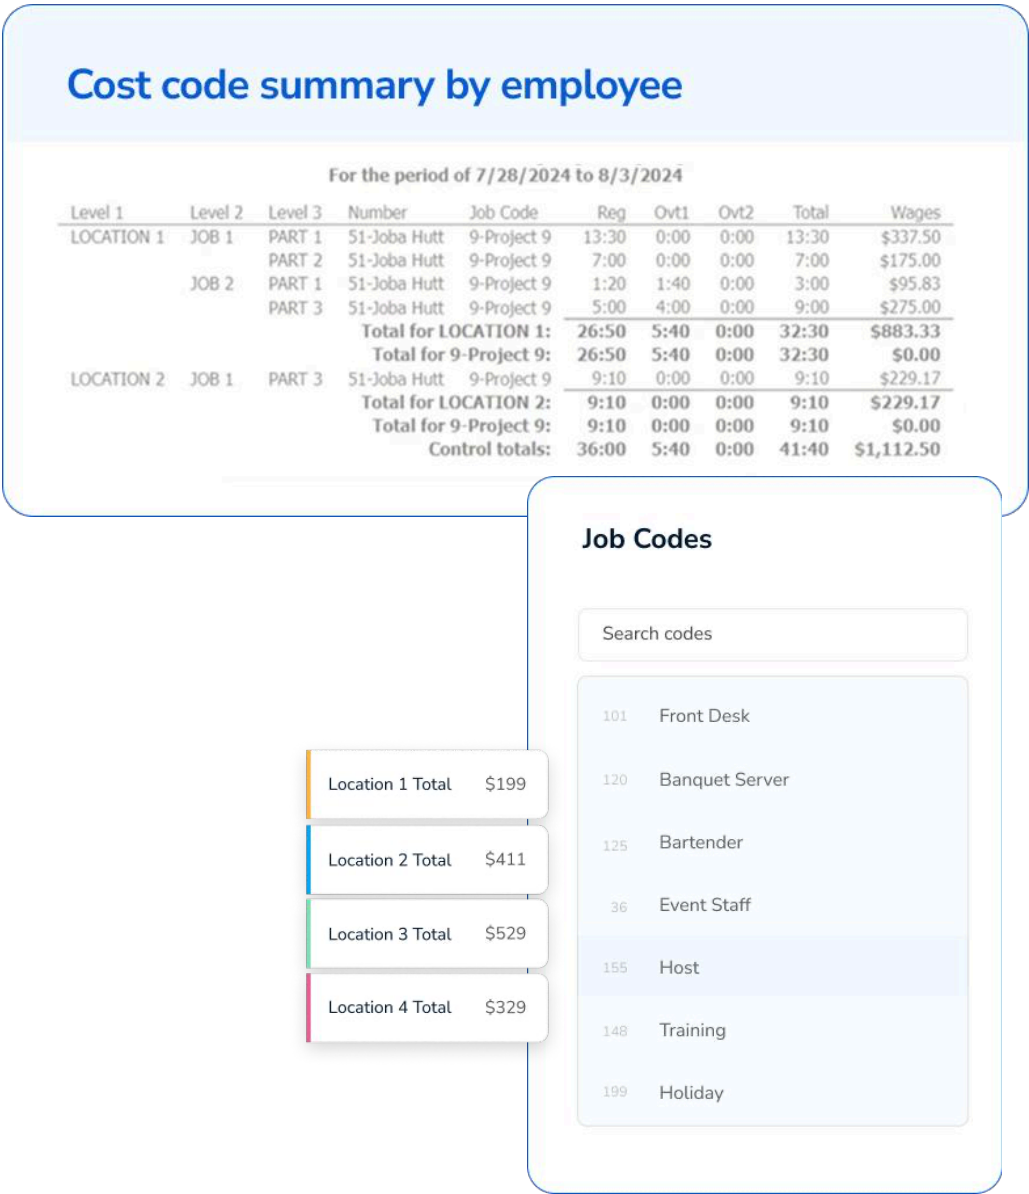 Cost code summary by employee
For the period of 7/28/2024 to 8/3/2024
Level 1 Level 2 Level 3 Number Job Code Reg Ovt1 Ovt2 Total Wages
LOCATION 1 JOB 1 PART 1 51-Joba Hutt 9-Project 9 13:30 0:00 0:00 13:30 $337.50
PART 2 51-Joba Hutt 9-Project 9 7:00 0:00 0:00 7:00 $175.00
JOB 2 PART 1 51-Joba Hutt 9-Project 9 1:20 1:40 0:00 3:00 $95.83
PART 3 51-Joba Hutt 9-Project 9 5:00 4:00 0:00 9:00 $275.00
Total for LOCATION 1: 26:50 5:40 0:00 32:30 $883.33
Total for 9-Project 9: 26:50 5:40 0:00 32:30 $0.00
LOCATION 2 JOB 1 PART 3 51-Joba Hutt 9-Project 9 9:10 0:00 0:00 9:10 $229.17
Total for LOCATION 2: 9:10 0:00 0:00 9:10 $229.17
Total for 9-Project 9: 9:10 0:00 0:00 9:10 $0.00
Control totals: 36:00 5:40 0:00 41:40 $1,112.50
Job Codes
Search codes
101 Front Desk
120 Banquet Server
125 Bartender
36 Event Staff
155 Host
148 Training
199 Holiday
Location 1 Total $199
Location 2 Total $411
Location 3 Total $529
Location 4 Total $329